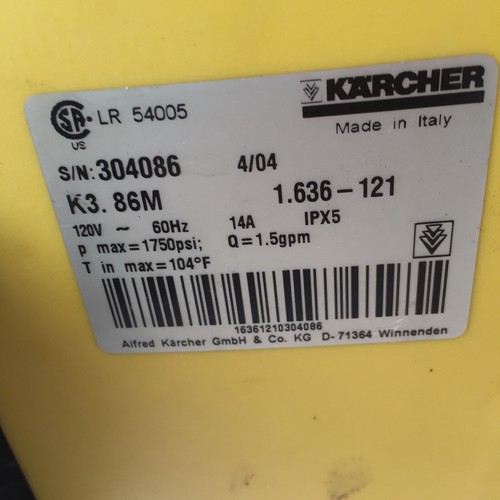 SA
US
LR 54005
KÄRCHER
Made in Italy
S/N: 304086 4/04
K3. 86M 1.636-121
120V ~ 60Hz 14A IPX5
p max=1750psi; Q=1.5gpm
T in max=104°F
16361210304086
Alfred Kärcher GmbH & Co. KG D-71364 Winnenden